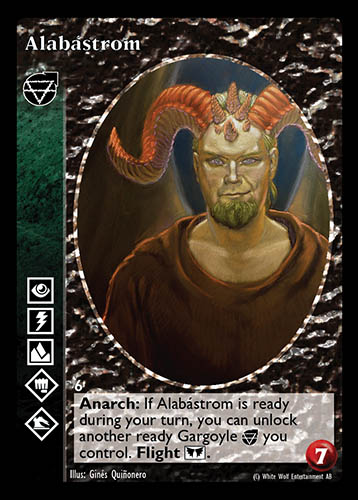 Alabástrom
6
Anarch: If Alabástrom is ready
during your turn, you can unlock
another ready Gargoyle you
control. Flight.
7
Illus: Ginés Quiñonero
(C) White Wolf Entertainment AB